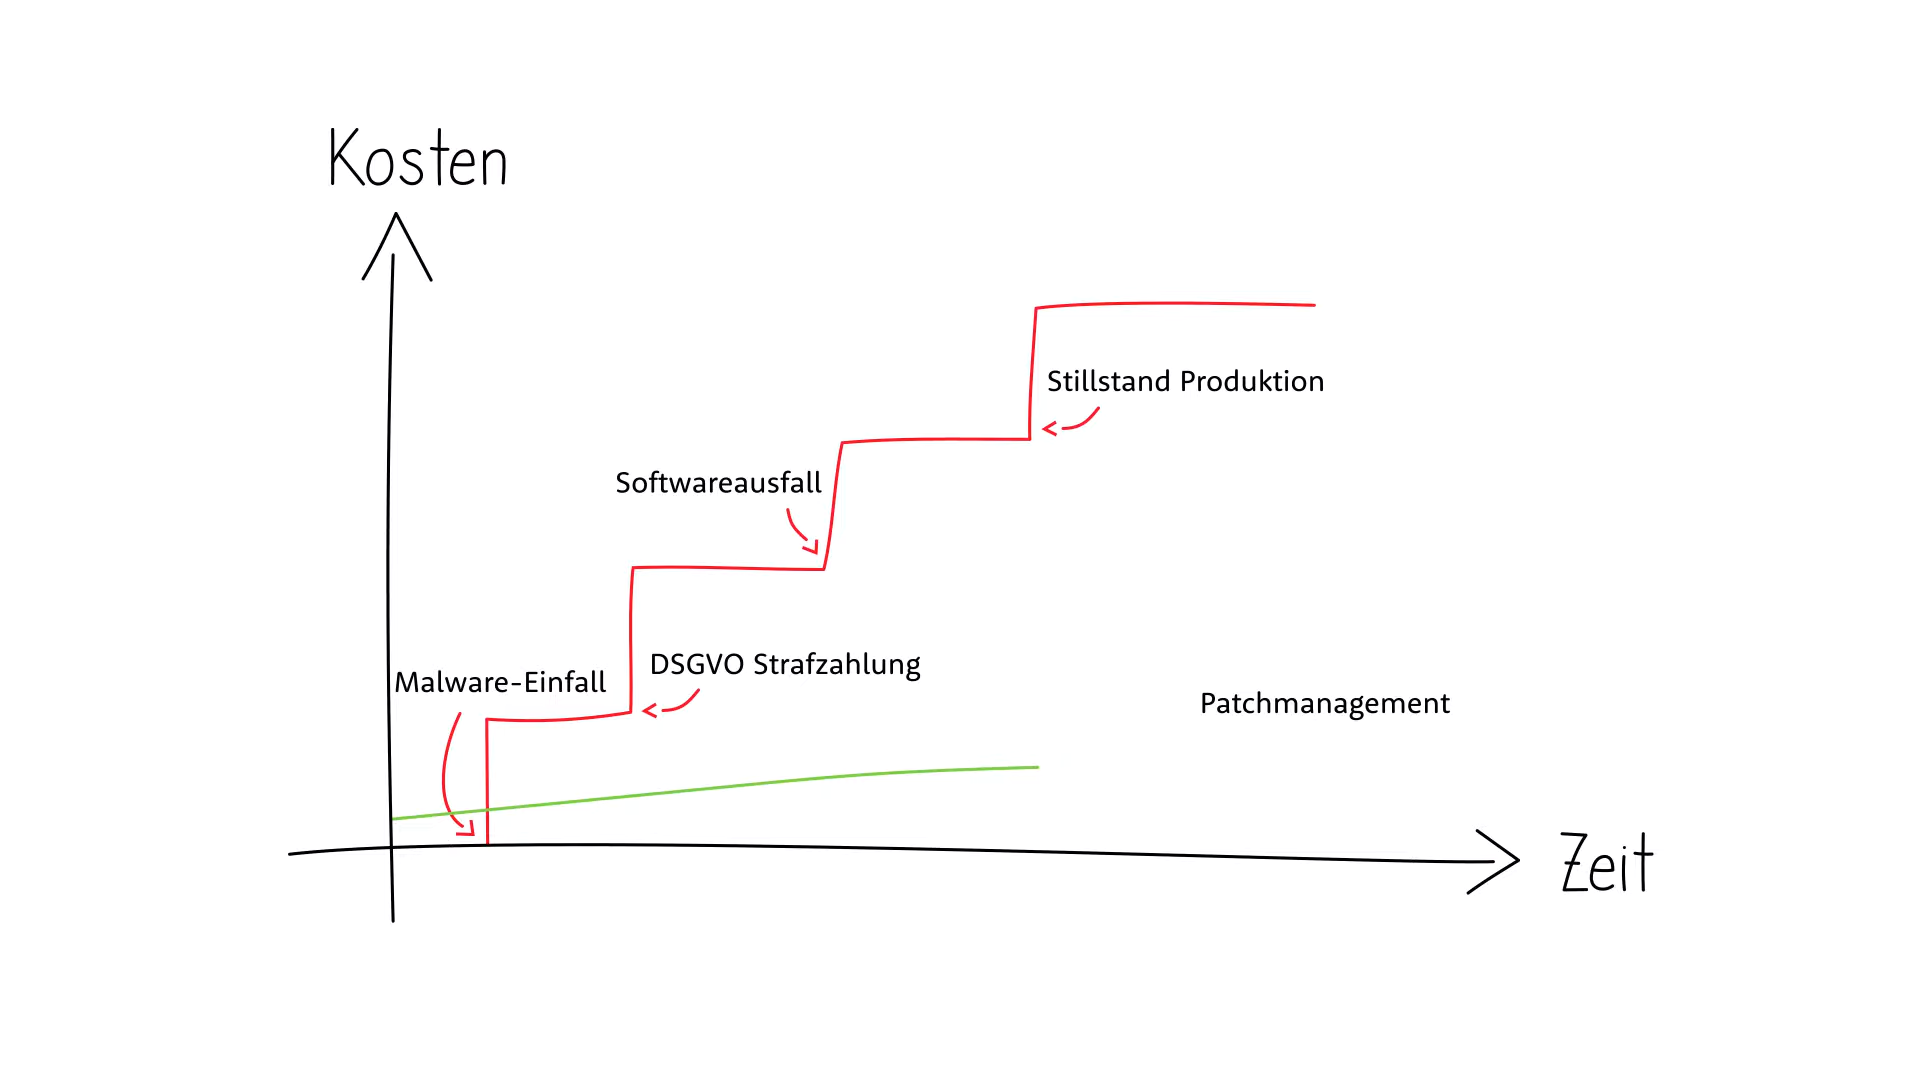 Kosten
Stillstand Produktion
Softwareausfall
DSGVO Strafzahlung
Malware-Einfall
Patchmanagement
Zeit